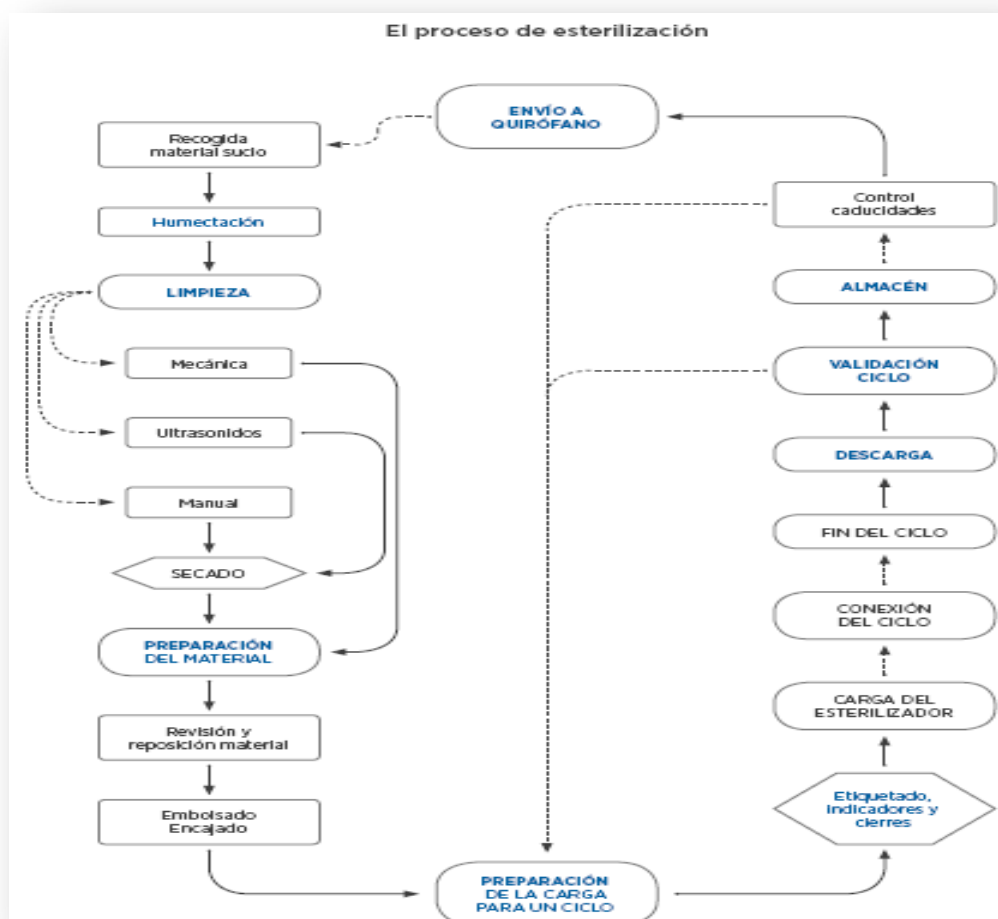 El proceso de esterilización
ENVÍO A
QUIRÓFANO
Recogida
material sucio
Humectación
LIMPIEZA
Mecánica
Ultrasonidos
Manual
SECADO
PREPARACIÓN
DEL MATERIAL
Revisión y
reposición material
Embolsado
Encajado
PREPARACIÓN
DE LA CARGA
PARA UN CICLO
Etiquetado,
indicadores y
cierres
CARGA DEL
ESTERILIZADOR
CONEXIÓN
DEL CICLO
FIN DEL CICLO
DESCARGA
VALIDACIÓN
CICLO
ALMACÉN
Control
caducidades